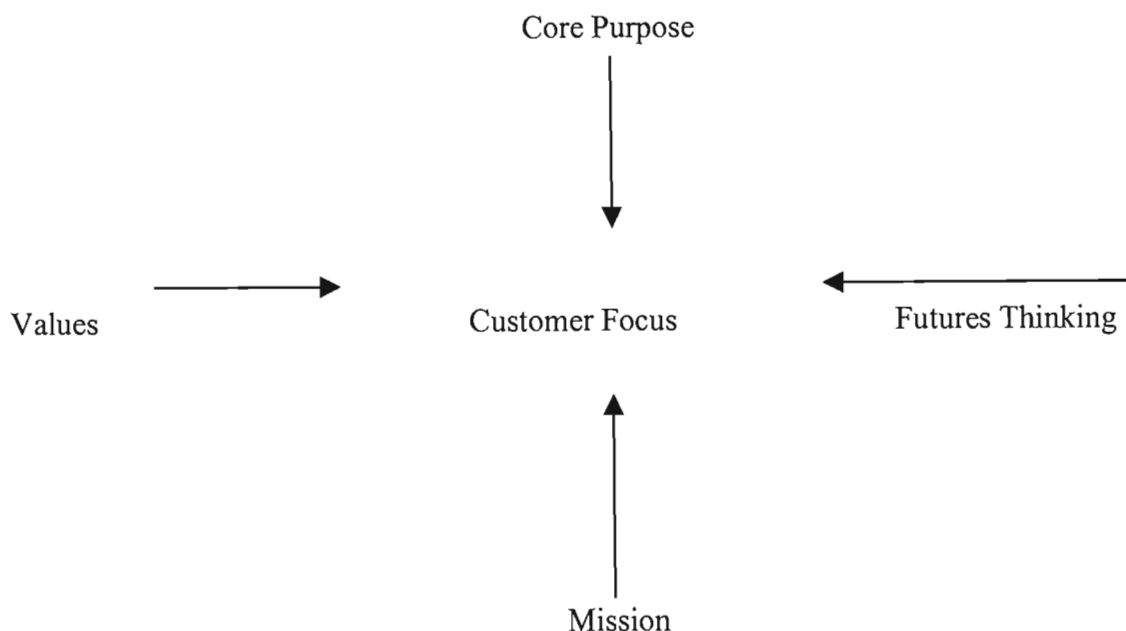 Core Purpose
Values
Customer Focus
Futures Thinking
Mission